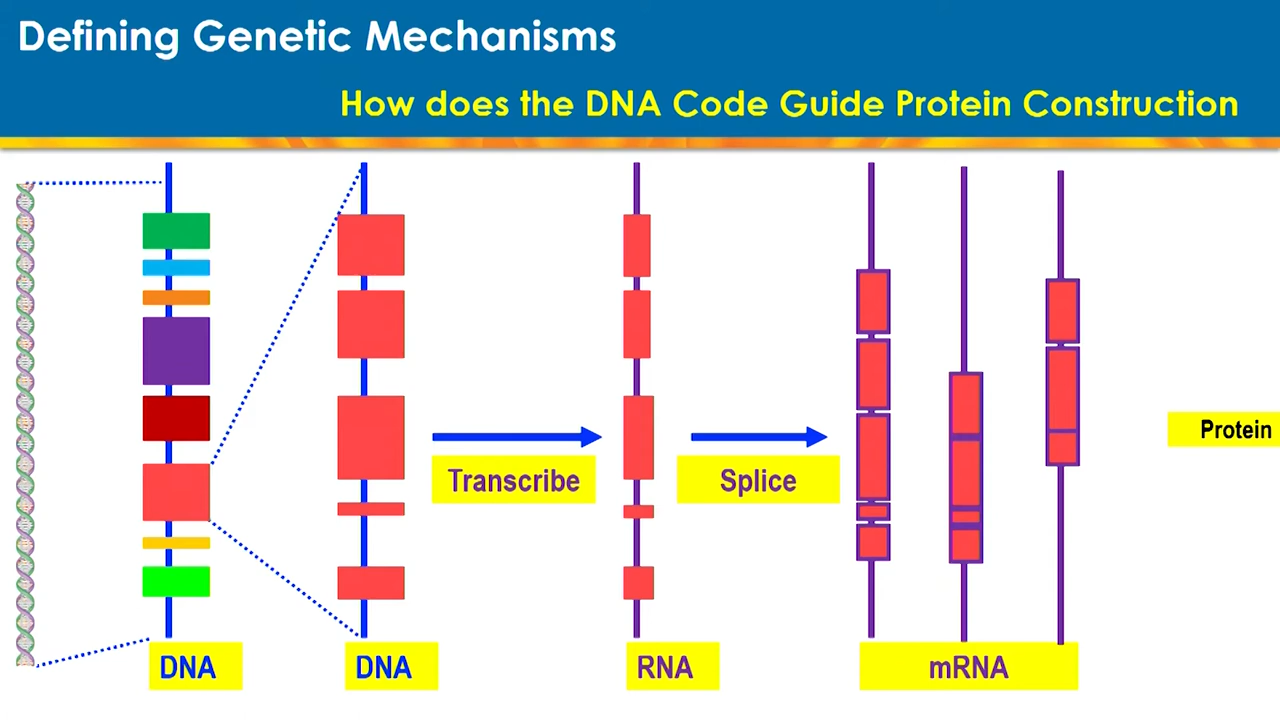 Defining Genetic Mechanisms
How does the DNA Code Guide Protein Construction
Transcribe
Splice
Protein
DNA
DNA
RNA
mRNA